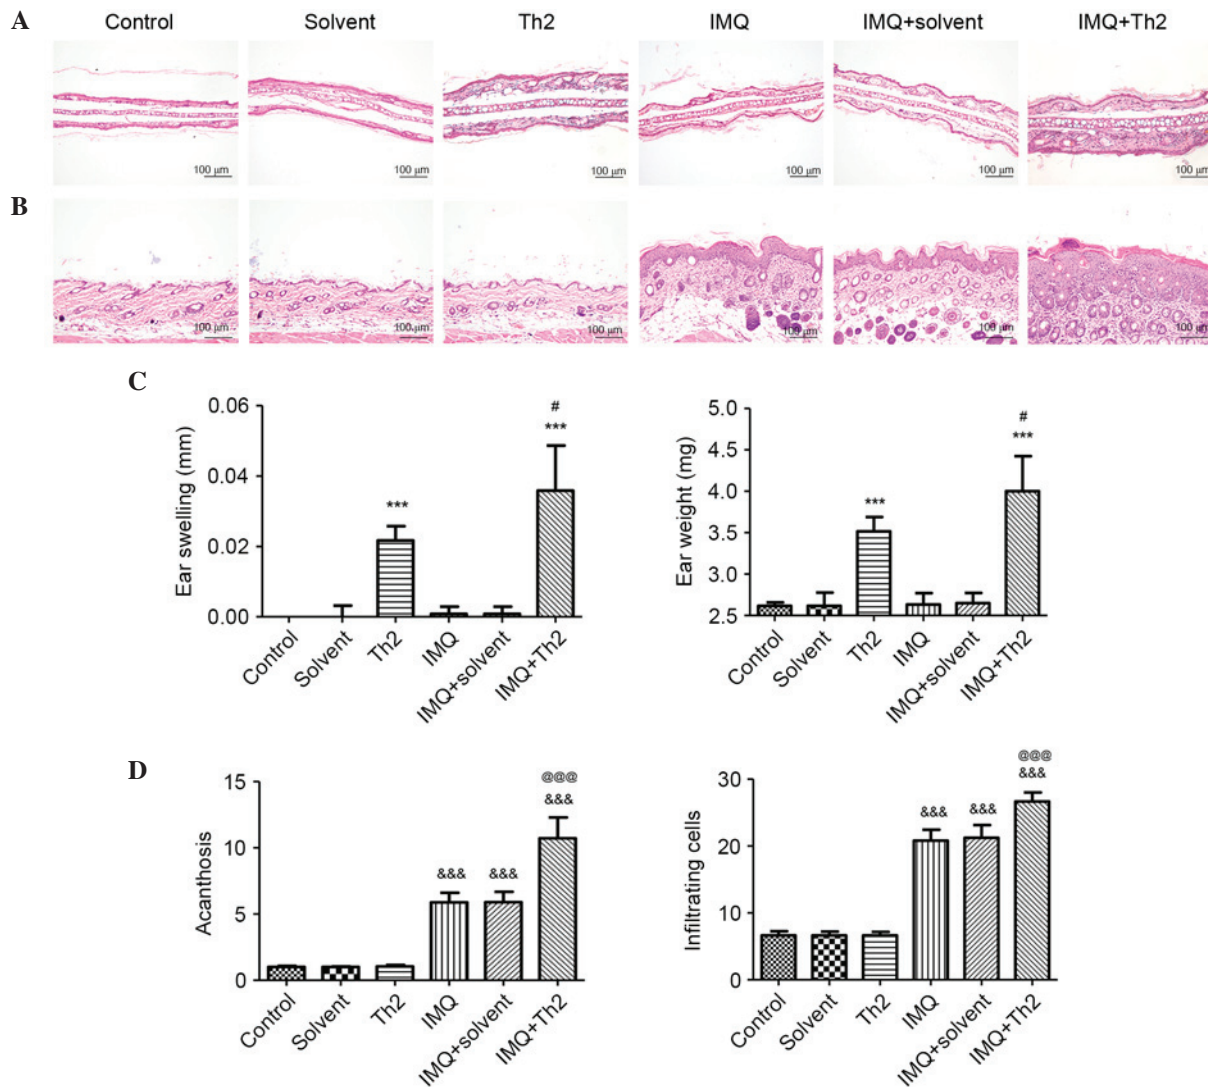 A Control Solvent Th2 IMQ IMQ+solvent IMQ+Th2
100 µm 100 µm 100 µm 100 µm 100 µm 100 µm
B
100 µm 100 µm 100 µm 100 µm 100 µm 100 µm
C
Ear swelling (mm)
0.06
0.04
0.02
0.00
***
#
***
Control Solvent Th2 IMQ IMQ+solvent IMQ+Th2
Ear weight (mg)
5.0
4.5
4.0
3.5
3.0
2.5
***
#
***
Control Solvent Th2 IMQ IMQ+solvent IMQ+Th2
D
Acanthosis
15
10
5
0
&&& &&&
@@@
&&&
Control Solvent Th2 IMQ IMQ+solvent IMQ+Th2
Infiltrating cells
30
20
10
0
&&& &&&
@@@
&&&
Control Solvent Th2 IMQ IMQ+solvent IMQ+Th2